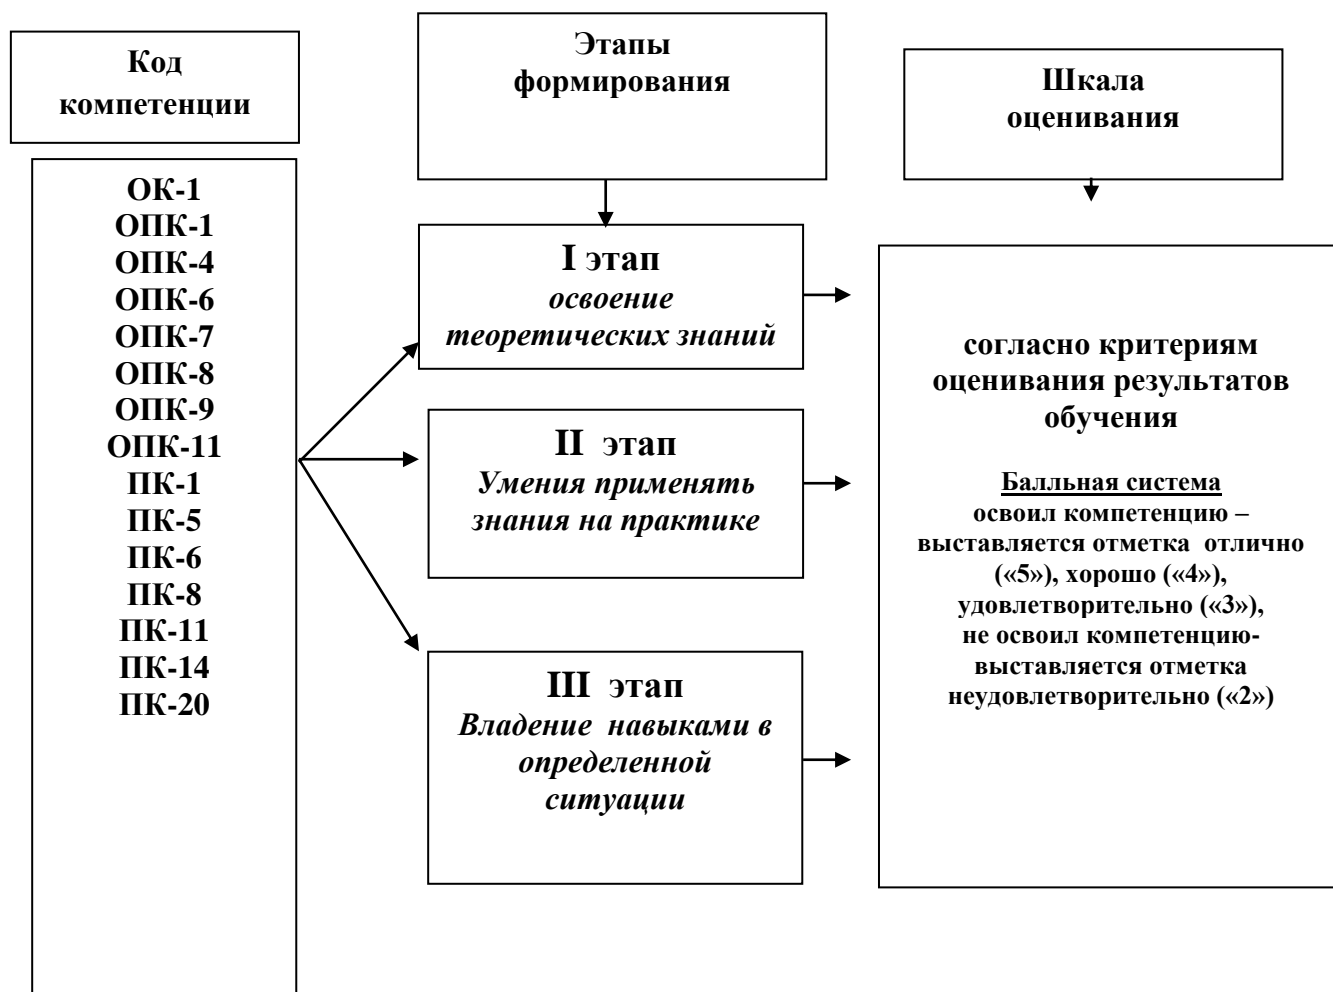 Код
компетенции
ОК-1
ОПК-1
ОПК-4
ОПК-6
ОПК-7
ОПК-8
ОПК-9
ОПК-11
ПК-1
ПК-5
ПК-6
ПК-8
ПК-11
ПК-14
ПК-20
Этапы
формирования
I этап
освоение
теоретических знаний
II этап
Умения применять
знания на практике
III этап
Владение навыками в
определенной
ситуации
Шкала
оценивания
согласно критериям
оценивания результатов
обучения
Балльная система
освоил компетенцию –
выставляется отметка отлично
(«5»), хорошо («4»),
удовлетворительно («3»),
не освоил компетенцию-
выставляется отметка
неудовлетворительно («2»)